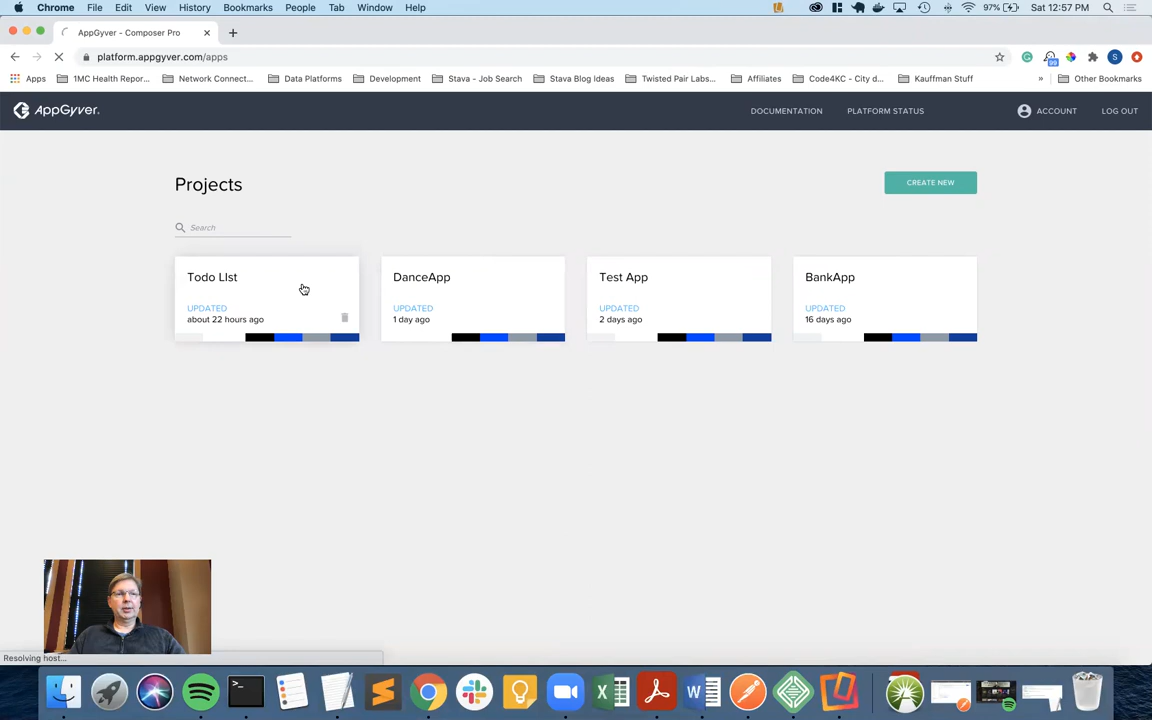 Chrome File Edit View History Bookmarks People Tab Window Help 97% Sat 12:57 PM
AppGyver - Composer Pro
platform.appgyver.com/apps
Apps 1MC Health Repor... Network Connect... Data Platforms Development Stava - Job Search Stava Blog Ideas Twisted Pair Labs... Affiliates Code4KC - City d... Kauffman Stuff » Other Bookmarks
AppGyver. DOCUMENTATION PLATFORM STATUS ACCOUNT LOG OUT
Projects CREATE NEW
Search
Todo LIst DanceApp Test App BankApp
UPDATED UPDATED UPDATED UPDATED
about 22 hours ago 1 day ago 2 days ago 16 days ago
Resolving host...